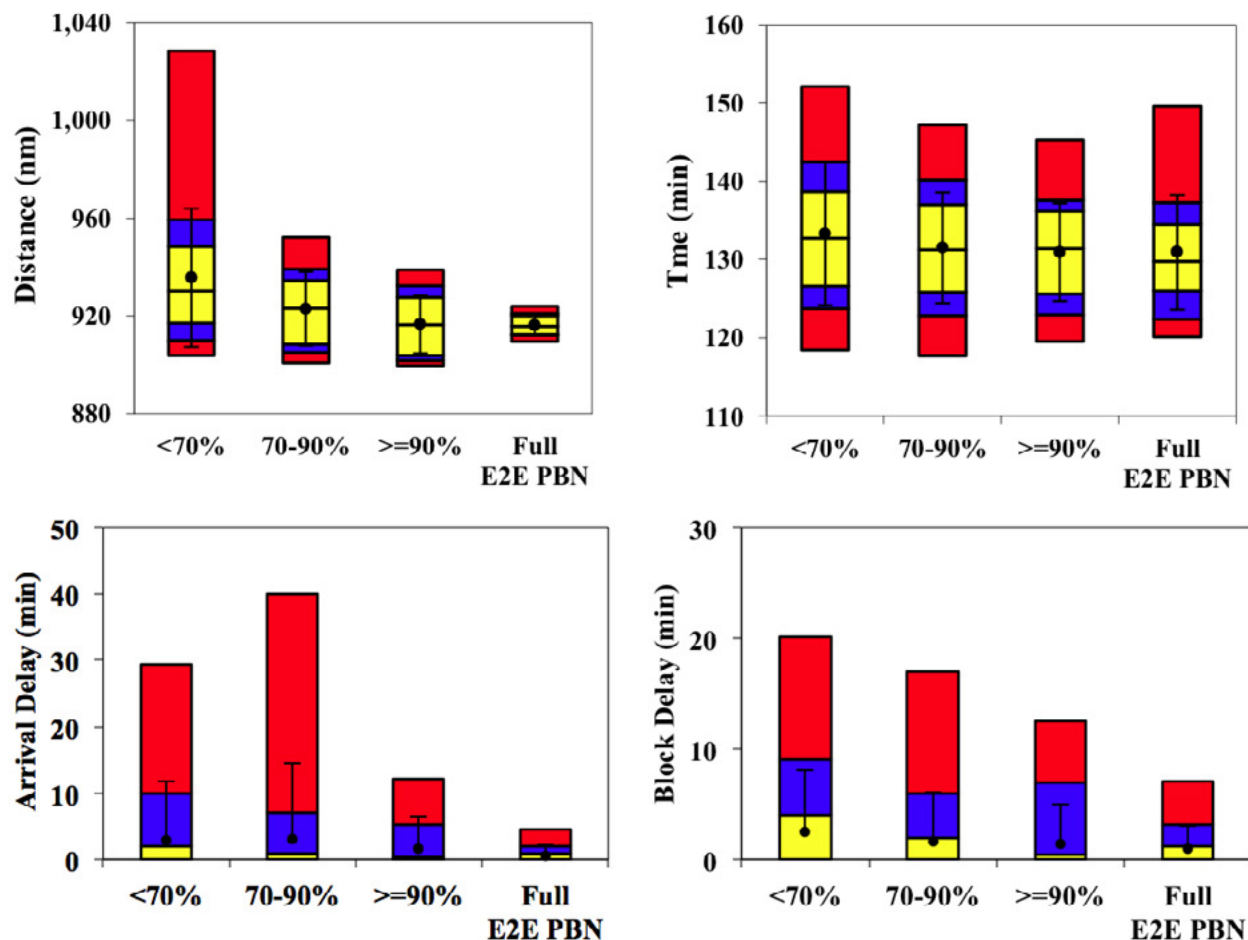 1,040
1,000
960
920
880
Distance (nm)
<70%
70-90%
>=90%
Full
E2E PBN
160
150
140
130
120
110
Tme (min)
<70%
70-90%
>=90%
Full
E2E PBN
50
40
30
20
10
0
Arrival Delay (min)
<70%
70-90%
>=90%
Full
E2E PBN
30
20
10
0
Block Delay (min)
<70%
70-90%
>=90%
Full
E2E PBN